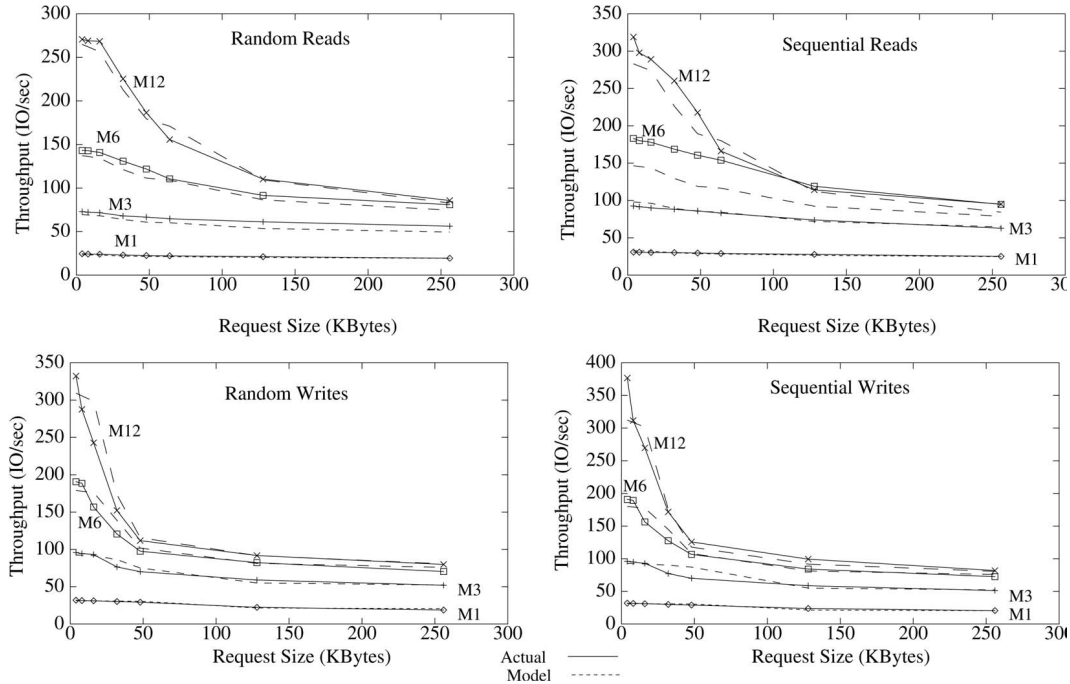 300
250
200
150
100
50
0
Throughput (IO/sec)
Random Reads
M12
M6
M3
M1
0 50 100 150 200 250 300
Request Size (KBytes)
350
300
250
200
150
100
50
0
Throughput (IO/sec)
Sequential Reads
M12
M6
M3
M1
0 50 100 150 200 250 300
Request Size (KBytes)
350
300
250
200
150
100
50
0
Throughput (IO/sec)
Random Writes
M12
M6
M3
M1
0 50 100 150 200 250 300
Request Size (KBytes)
400
350
300
250
200
150
100
50
0
Throughput (IO/sec)
Sequential Writes
M12
M6
M3
M1
0 50 100 150 200 250 300
Request Size (KBytes)
Actual
Model